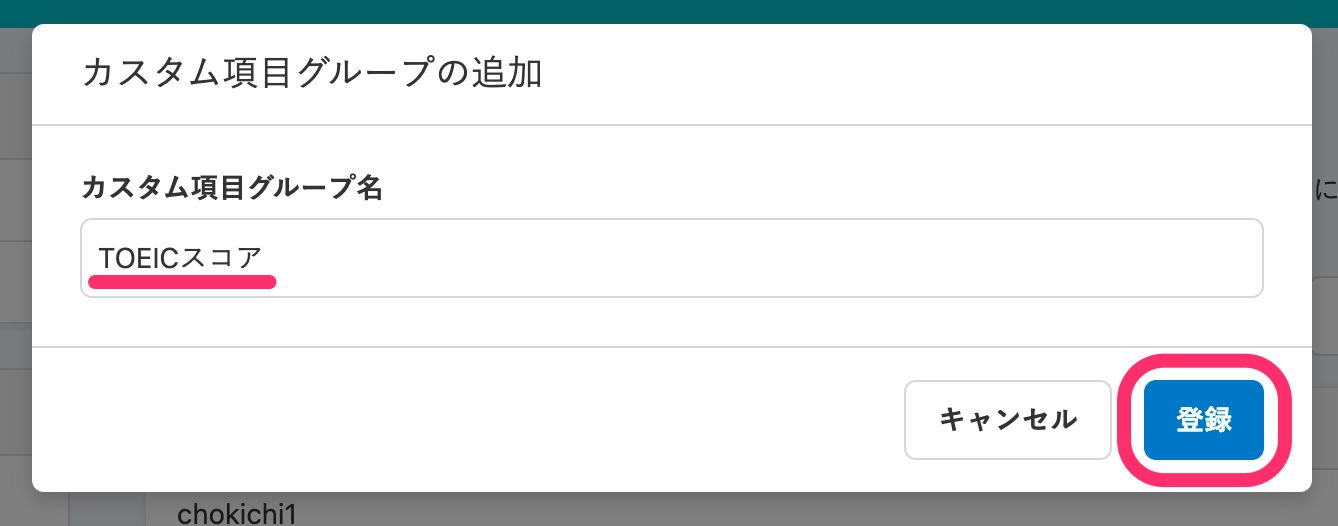 カスタム項目グループの追加
カスタム項目グループ名
に
TOEICスコア
キャンセル
登録
chokichi1